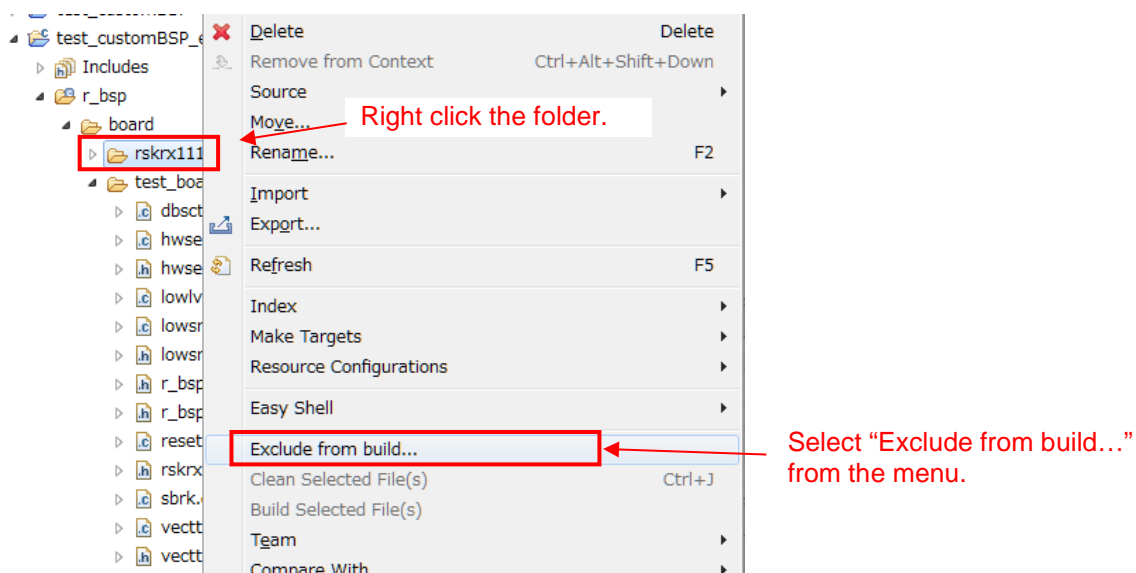 test_customBSP_e
Includes
r_bsp
board
rskrx111
test_boa
dbsct
hwse
hwse
lowlv
lowsr
lowsr
r_bsp
r_bsp
reset
rskrx
sbrk.
vectt
vectt
Delete Delete
Remove from Context Ctrl+Alt+Shift+Down
Source
Move...
Rename... F2
Import
Export...
Refresh F5
Index
Make Targets
Resource Configurations
Easy Shell
Exclude from build...
Clean Selected File(s) Ctrl+J
Build Selected File(s)
Team
Compare With
Right click the folder.
Select “Exclude from build…”
from the menu.